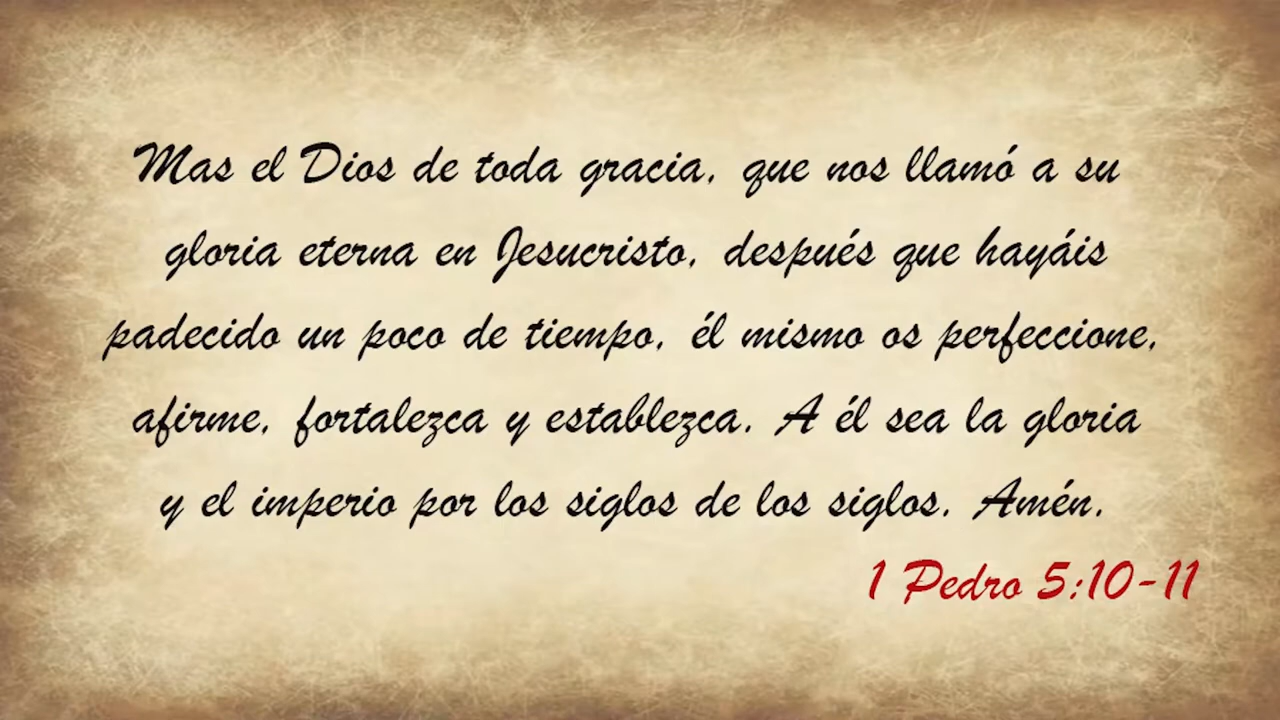 Mas el Dios de toda gracia, que nos llamó a su
gloria eterna en Jesucristo, después que hayáis
padecido un poco de tiempo, él mismo os perfeccione,
afirme, fortalezca y establezca. A él sea la gloria
y el imperio por los siglos de los siglos. Amén.
1 Pedro 5:10-11